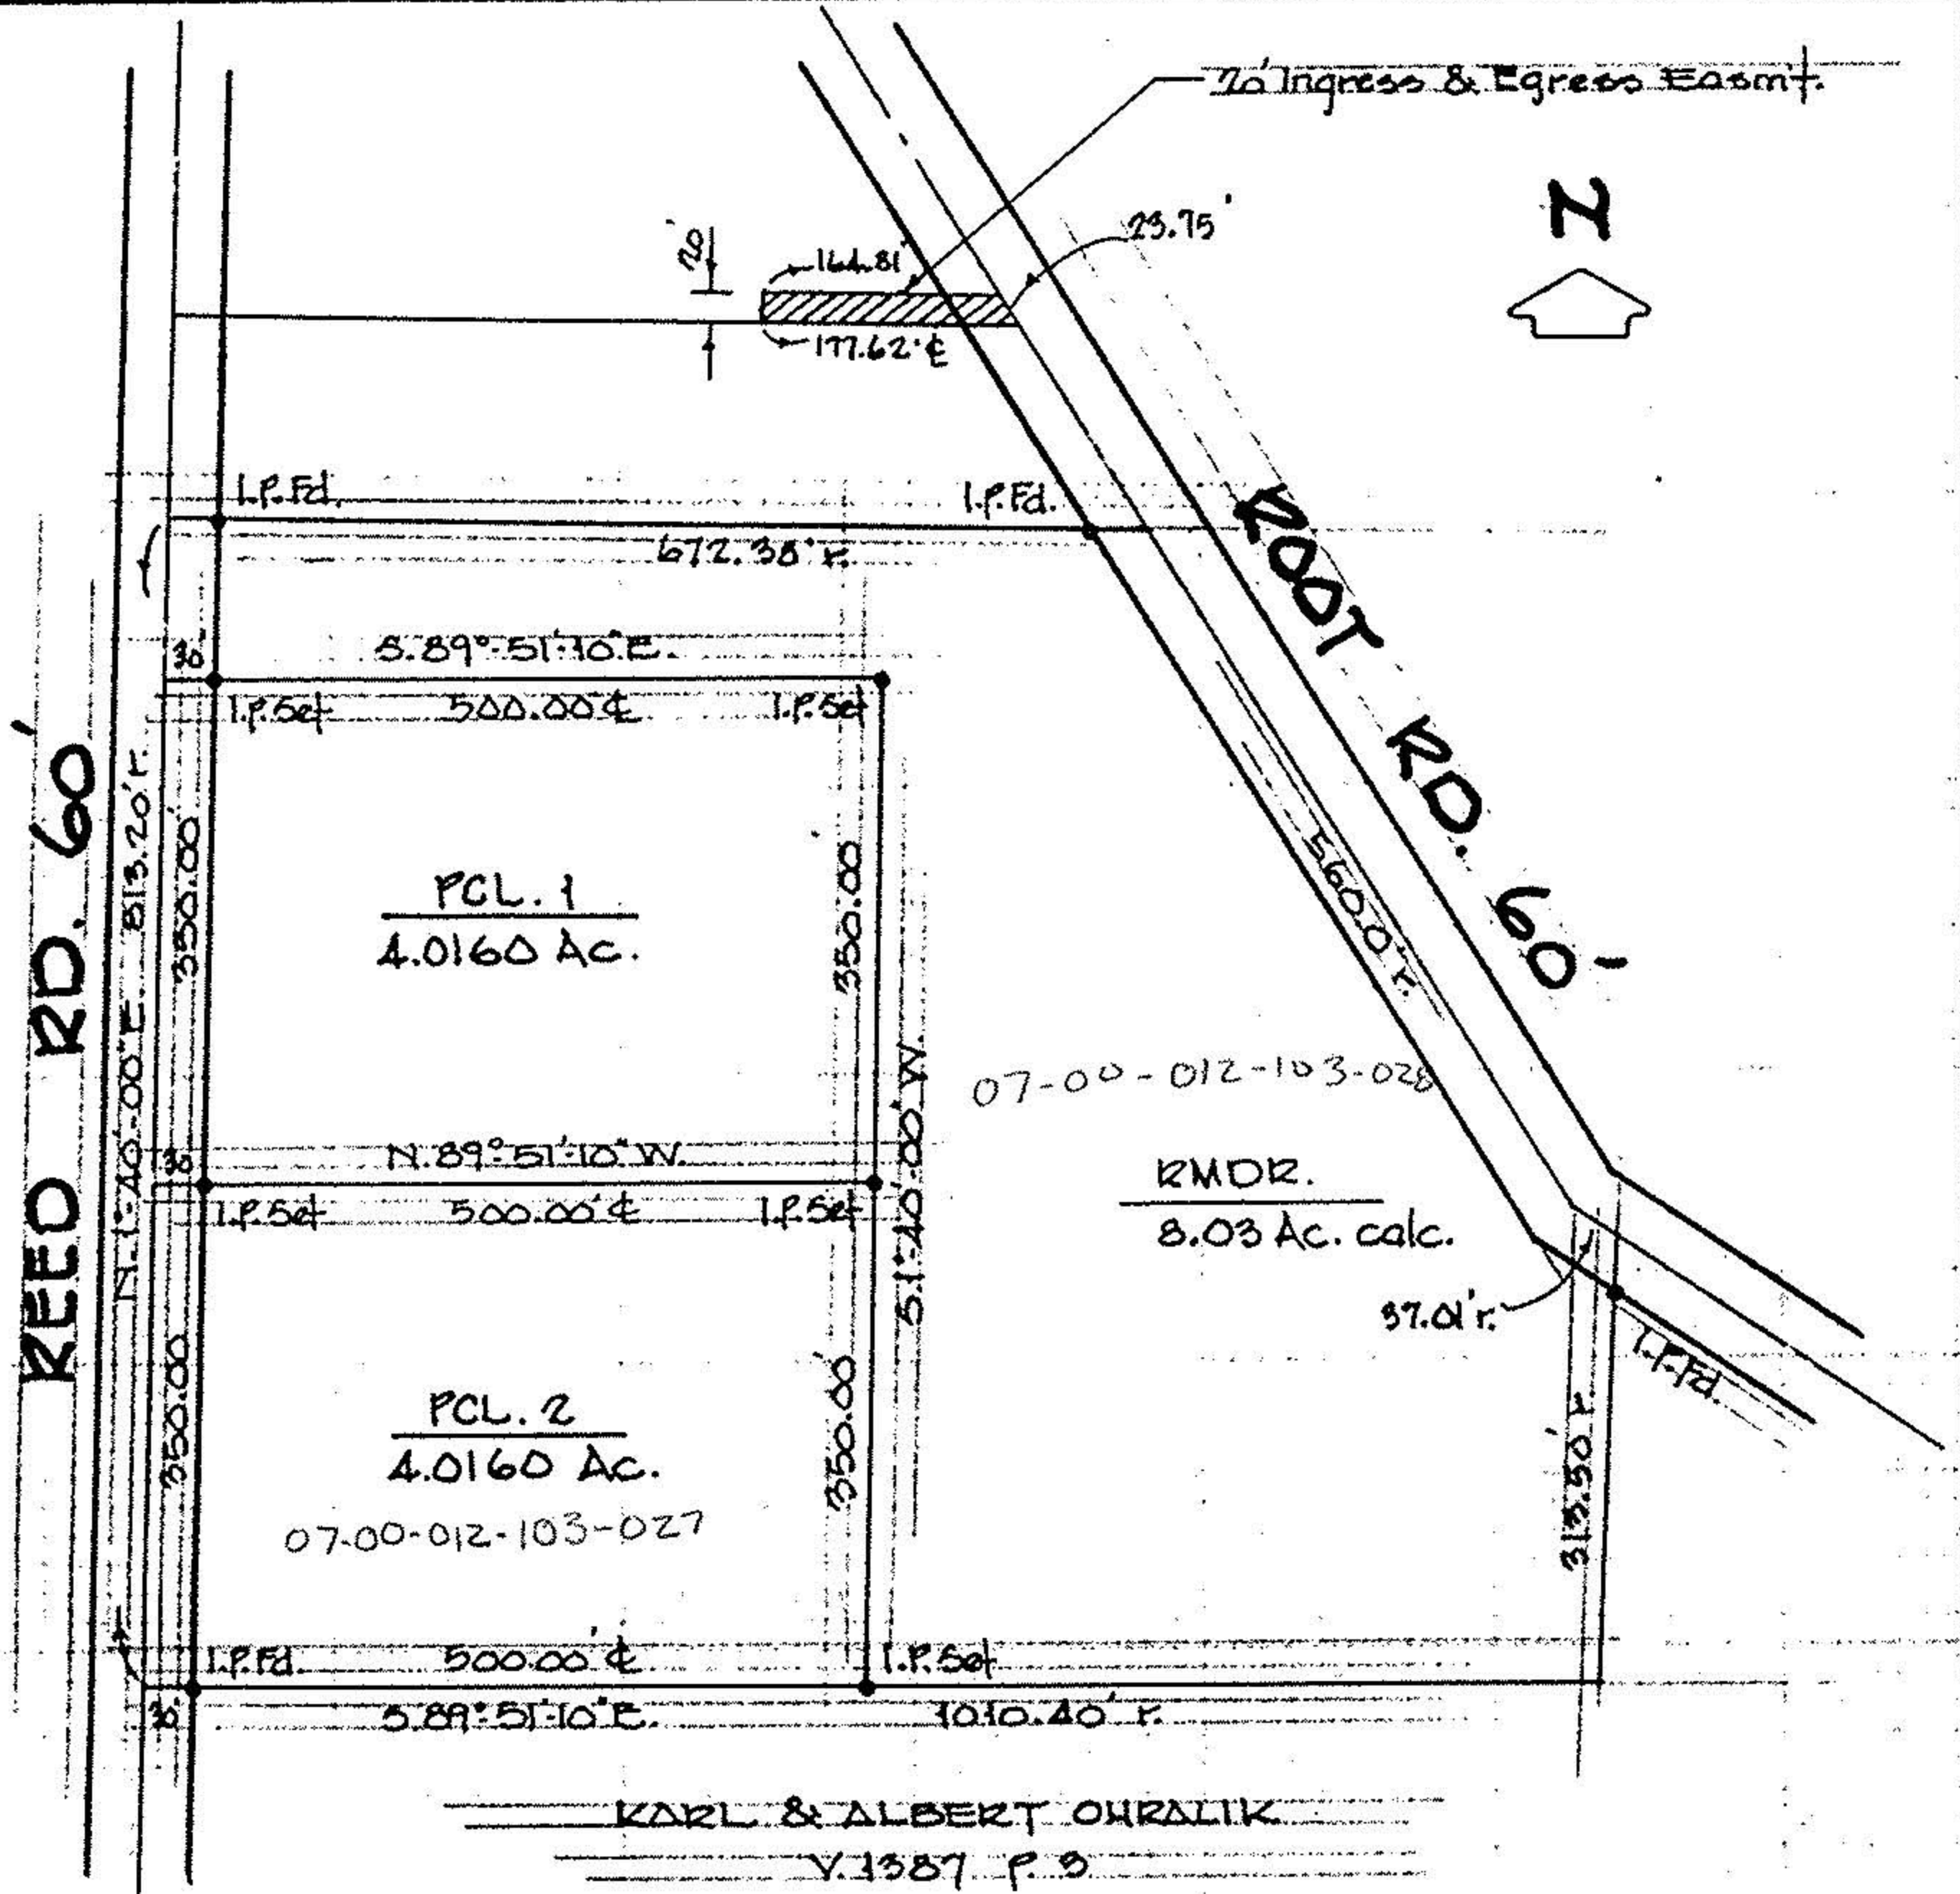 20' Ingress & Egress Easm't.
N
23.75'
20'
164.81'
177.62' ¢
I.P. Fd.
I.P. Fd.
672.38' r.
30'
S. 89°-51'-10" E.
I.P. Set
500.00' ¢
I.P. Set
ROOT RD. 60'
REED RD. 60'
N. 1°-40'-00" E. 813.20' r.
350.00'
PCL. 1
4.0160 Ac.
350.00'
560.0' r.
S. 1°-40'-00" W.
07-00-012-103-028
30'
N. 89°-51'-10" W.
I.P. Set
500.00' ¢
I.P. Set
RMDR.
8.03 Ac. calc.
37.01' r.
I.P. Fd.
350.00'
PCL. 2
4.0160 Ac.
350.00'
07-00-012-103-027
313.50' r.
I.P. Fd.
500.00' ¢
I.P. Set
30'
S. 89°-51'-10" E.
1010.40' r.
KARL & ALBERT OHRALIK
V. 1387 P. 3